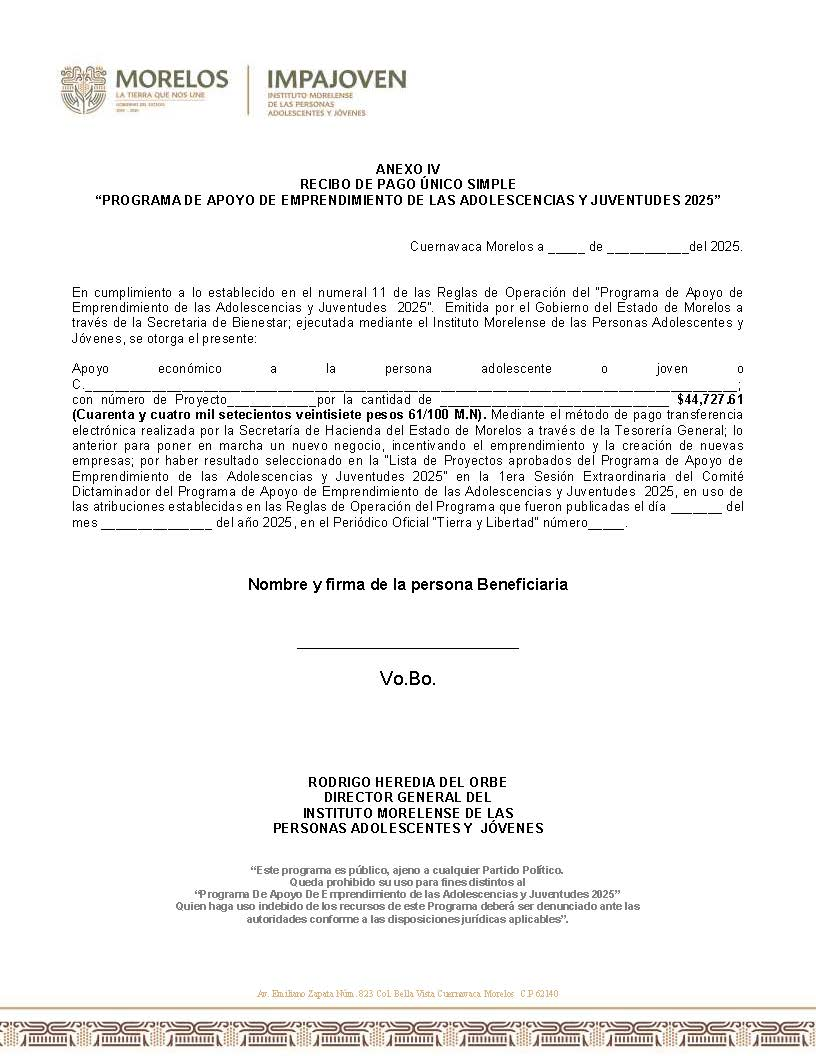 MORELOS
LA TIERRA QUE NOS UNE
GOBIERNO DEL ESTADO
IMPAJOVEN
INSTITUTO MORELENSE
DE LAS PERSONAS
ADOLESCENTES Y JÓVENES
ANEXO IV
RECIBO DE PAGO ÚNICO SIMPLE
“PROGRAMA DE APOYO DE EMPRENDIMIENTO DE LAS ADOLESCENCIAS Y JUVENTUDES 2025”
Cuernavaca Morelos a _____ de ___________del 2025.
En cumplimiento a lo establecido en el numeral 11 de las Reglas de Operación del “Programa de Apoyo de
Emprendimiento de las Adolescencias y Juventudes 2025”. Emitida por el Gobierno del Estado de Morelos a
través de la Secretaria de Bienestar; ejecutada mediante el Instituto Morelense de las Personas Adolescentes y
Jóvenes, se otorga el presente:
Apoyo económico a la persona adolescente o joven o
C.________________________________________________________________________________________;
con número de Proyecto____________por la cantidad de _______________________________ $44,727.61
(Cuarenta y cuatro mil setecientos veintisiete pesos 61/100 M.N). Mediante el método de pago transferencia
electrónica realizada por la Secretaría de Hacienda del Estado de Morelos a través de la Tesorería General; lo
anterior para poner en marcha un nuevo negocio, incentivando el emprendimiento y la creación de nuevas
empresas; por haber resultado seleccionado en la “Lista de Proyectos aprobados del Programa de Apoyo de
Emprendimiento de las Adolescencias y Juventudes 2025” en la 1era Sesión Extraordinaria del Comité
Dictaminador del Programa de Apoyo de Emprendimiento de las Adolescencias y Juventudes 2025, en uso de
las atribuciones establecidas en las Reglas de Operación del Programa que fueron publicadas el día _______ del
mes _______________ del año 2025, en el Periódico Oficial “Tierra y Libertad” número_____.
Nombre y firma de la persona Beneficiaria
___________________________
Vo.Bo.
RODRIGO HEREDIA DEL ORBE
DIRECTOR GENERAL DEL
INSTITUTO MORELENSE DE LAS
PERSONAS ADOLESCENTES Y JÓVENES
“Este programa es público, ajeno a cualquier Partido Político.
Queda prohibido su uso para fines distintos al
“Programa De Apoyo De Emprendimiento de las Adolescencias y Juventudes 2025”
Quien haga uso indebido de los recursos de este Programa deberá ser denunciado ante las
autoridades conforme a las disposiciones jurídicas aplicables”.
Av. Emiliano Zapata Núm. 823 Col. Bella Vista Cuernavaca Morelos C.P 62140